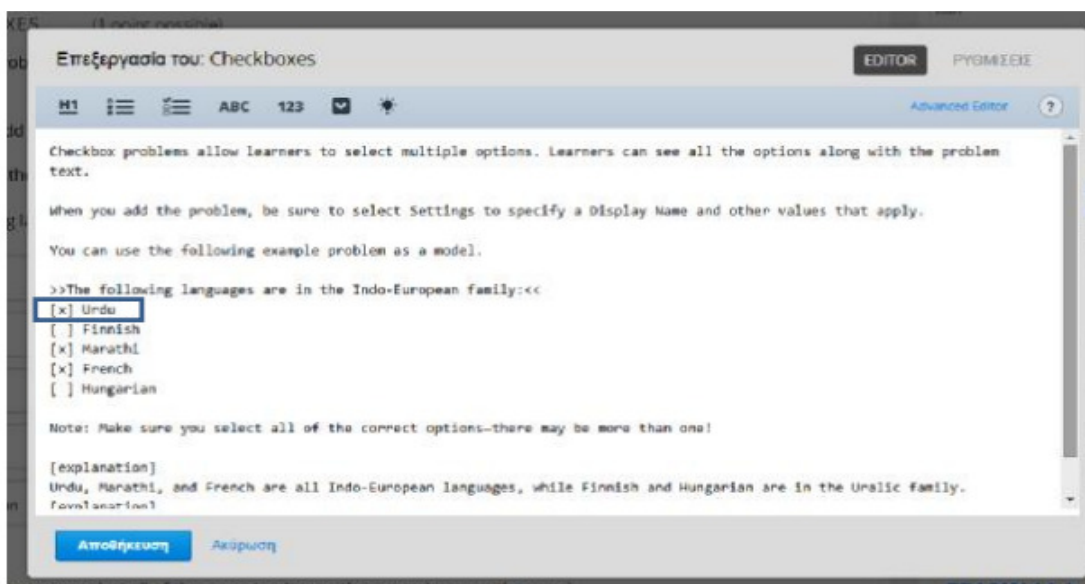 (1 point possible)
Επεξεργασία του: Checkboxes
EDITOR
ΡΥΘΜΙΣΕΙΣ
H1
ABC
123
Advanced Editor
?
Checkbox problems allow learners to select multiple options. Learners can see all the options along with the problem
text.
When you add the problem, be sure to select Settings to specify a Display Name and other values that apply.
You can use the following example problem as a model.
>>The following languages are in the Indo-European family:<<
[x] Urdu
[ ] Finnish
[x] Marathi
[x] French
[ ] Hungarian
Note: Make sure you select all of the correct options—there may be more than one!
[explanation]
Urdu, Marathi, and French are all Indo-European languages, while Finnish and Hungarian are in the Uralic family.
[explanation]
Αποθήκευση
Ακύρωση